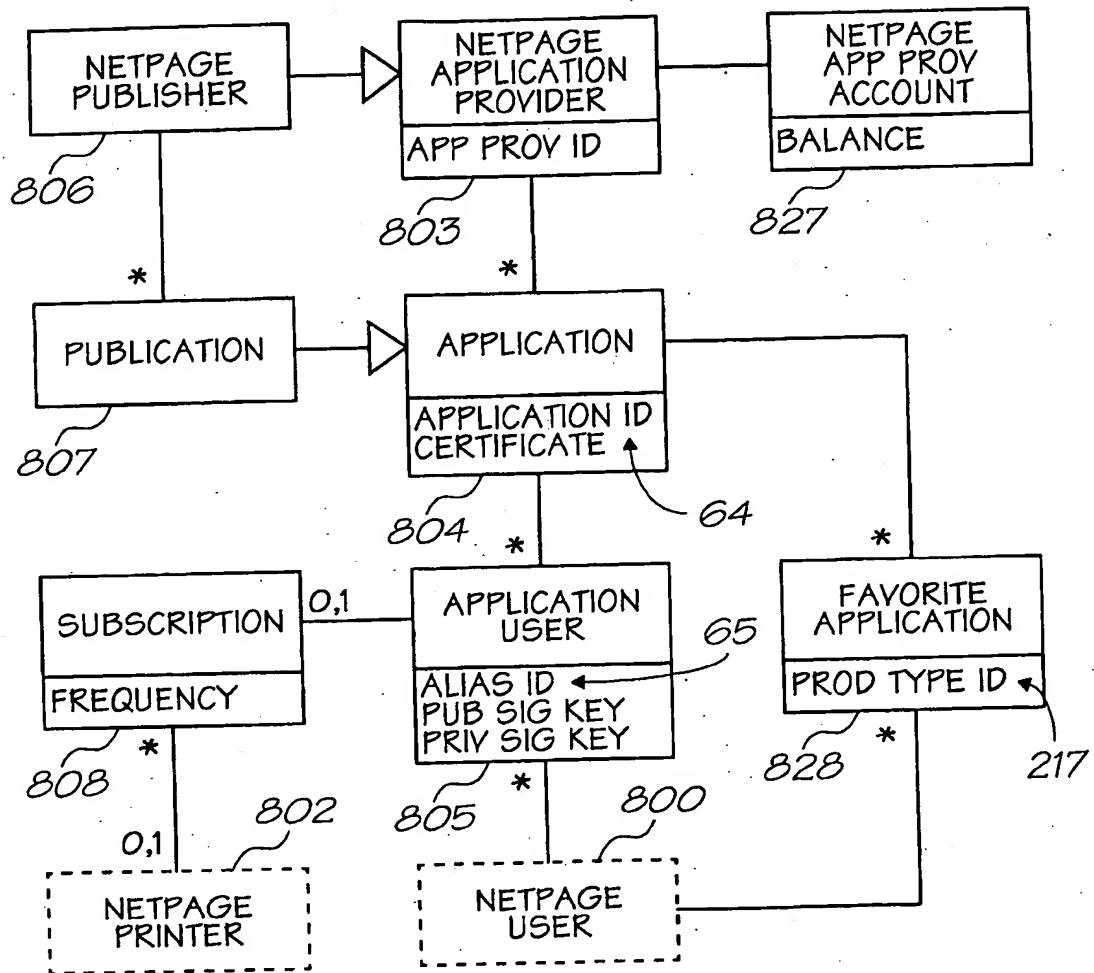 NETPAGE
PUBLISHER
806
NETPAGE
APPLICATION
PROVIDER
APP PROV ID
803
NETPAGE
APP PROV
ACCOUNT
BALANCE
827
*
*
PUBLICATION
807
APPLICATION
APPLICATION ID
CERTIFICATE
804
64
*
*
SUBSCRIPTION
FREQUENCY
808
0,1
APPLICATION
USER
ALIAS ID
PUB SIG KEY
PRIV SIG KEY
805
65
FAVORITE
APPLICATION
PROD TYPE ID
828
217
*
*
*
802
800
0,1
NETPAGE
PRINTER
NETPAGE
USER